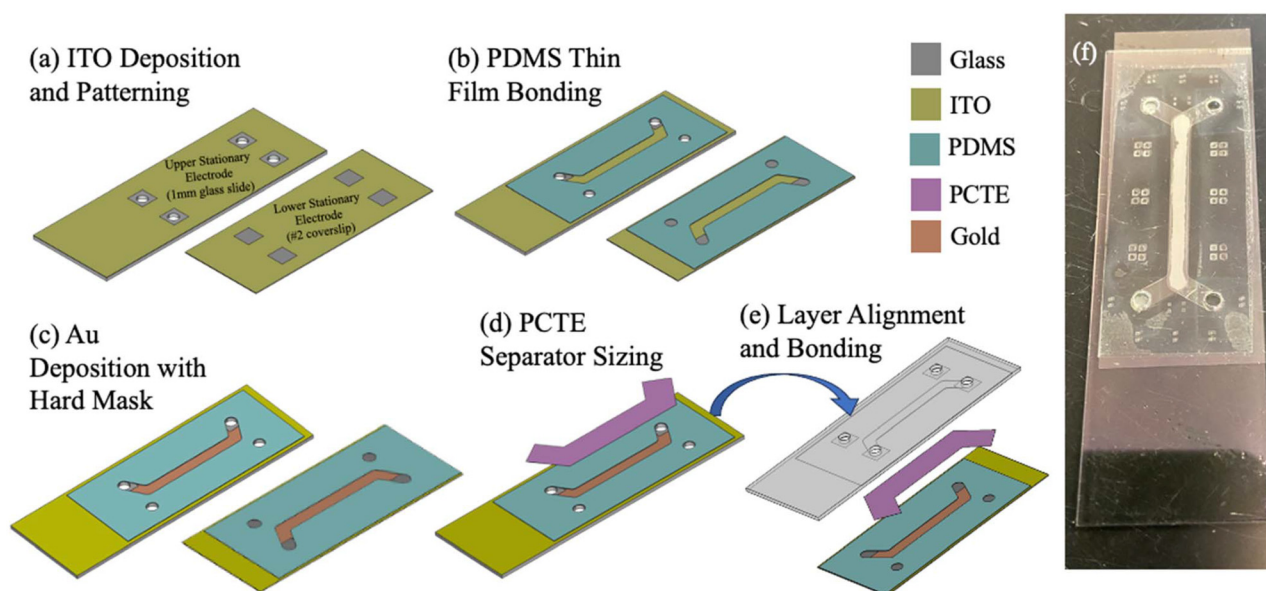 (a) ITO Deposition
and Patterning
Upper Stationary
Electrode
(1mm glass slide)
Lower Stationary
Electrode
(#2 coverslip)
(b) PDMS Thin
Film Bonding
Glass
ITO
PDMS
PCTE
Gold
(f)
(c) Au
Deposition with
Hard Mask
(d) PCTE
Separator Sizing
(e) Layer Alignment
and Bonding